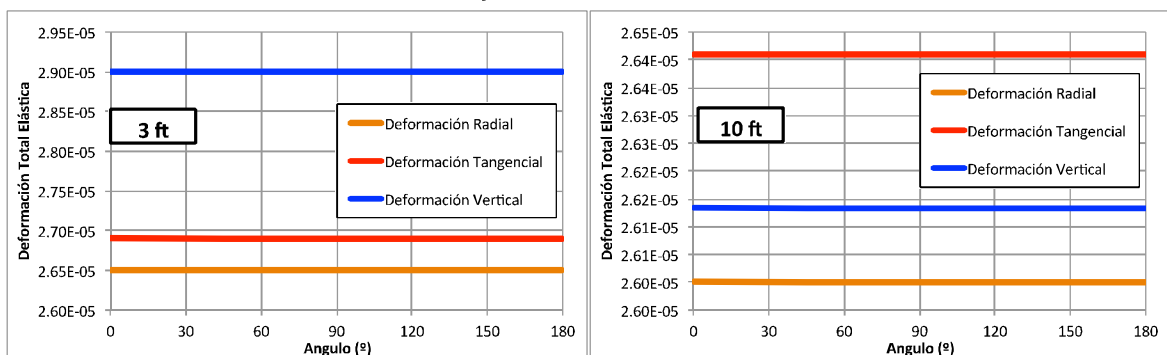 2.95E-05
2.90E-05
2.85E-05
2.80E-05
2.75E-05
2.70E-05
2.65E-05
2.60E-05
Deformación Total Elástica
3 ft
Deformación Radial
Deformación Tangencial
Deformación Vertical
0 30 60 90 120 150 180
Angulo (º)
2.65E-05
2.64E-05
2.64E-05
2.63E-05
2.63E-05
2.62E-05
2.62E-05
2.61E-05
2.61E-05
2.60E-05
2.60E-05
Deformación Total Elástica
10 ft
Deformación Radial
Deformación Tangencial
Deformación Vertical
0 30 60 90 120 150 180
Angulo (º)